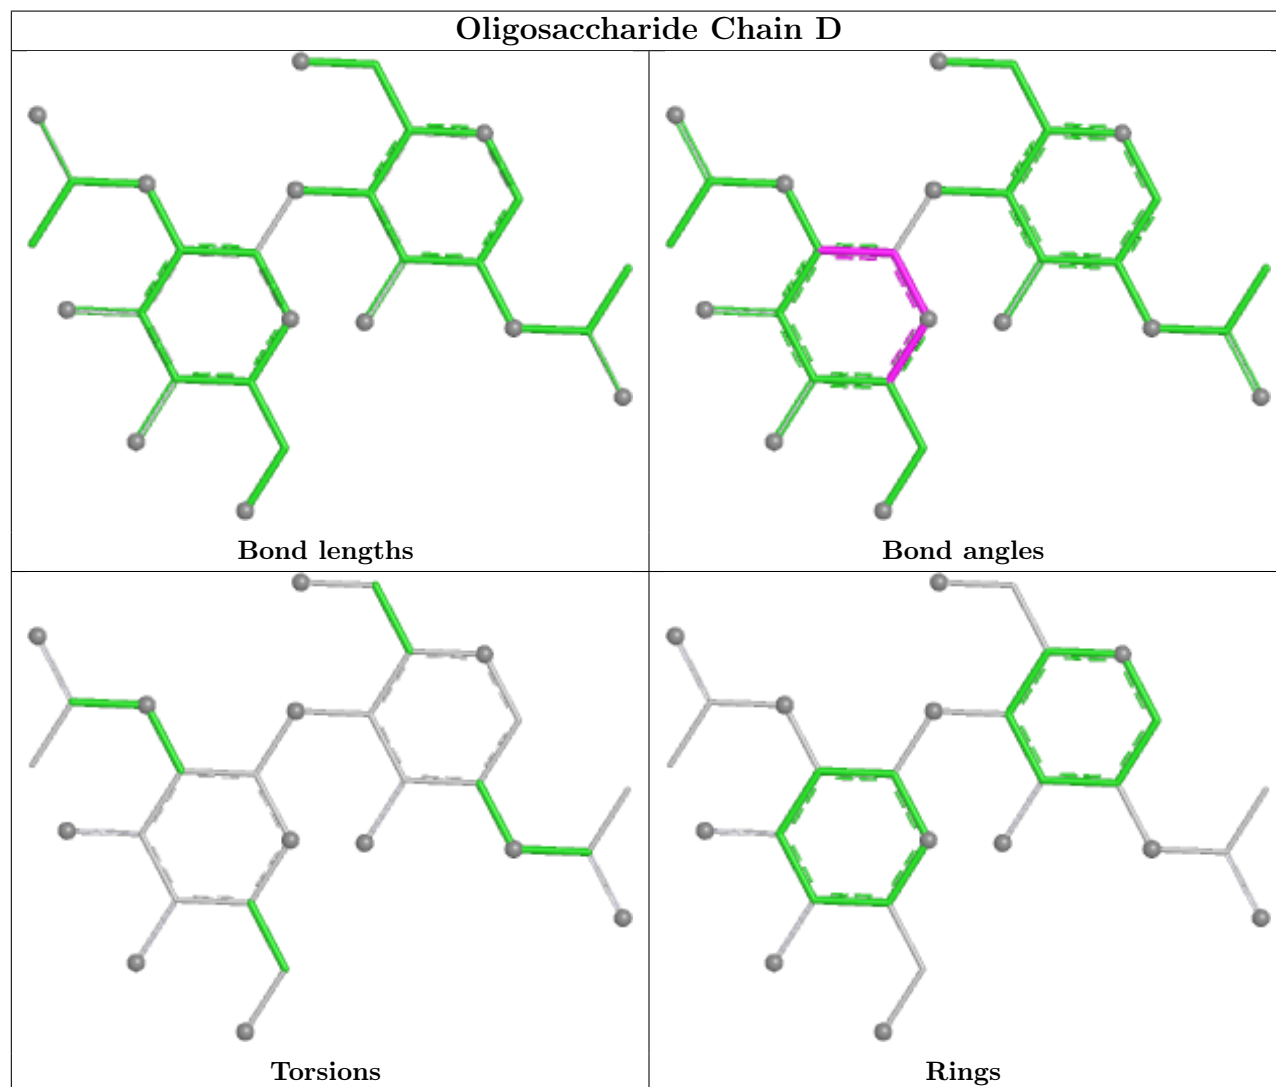 Oligosaccharide Chain D
Bond lengths
Bond angles
Torsions
Rings